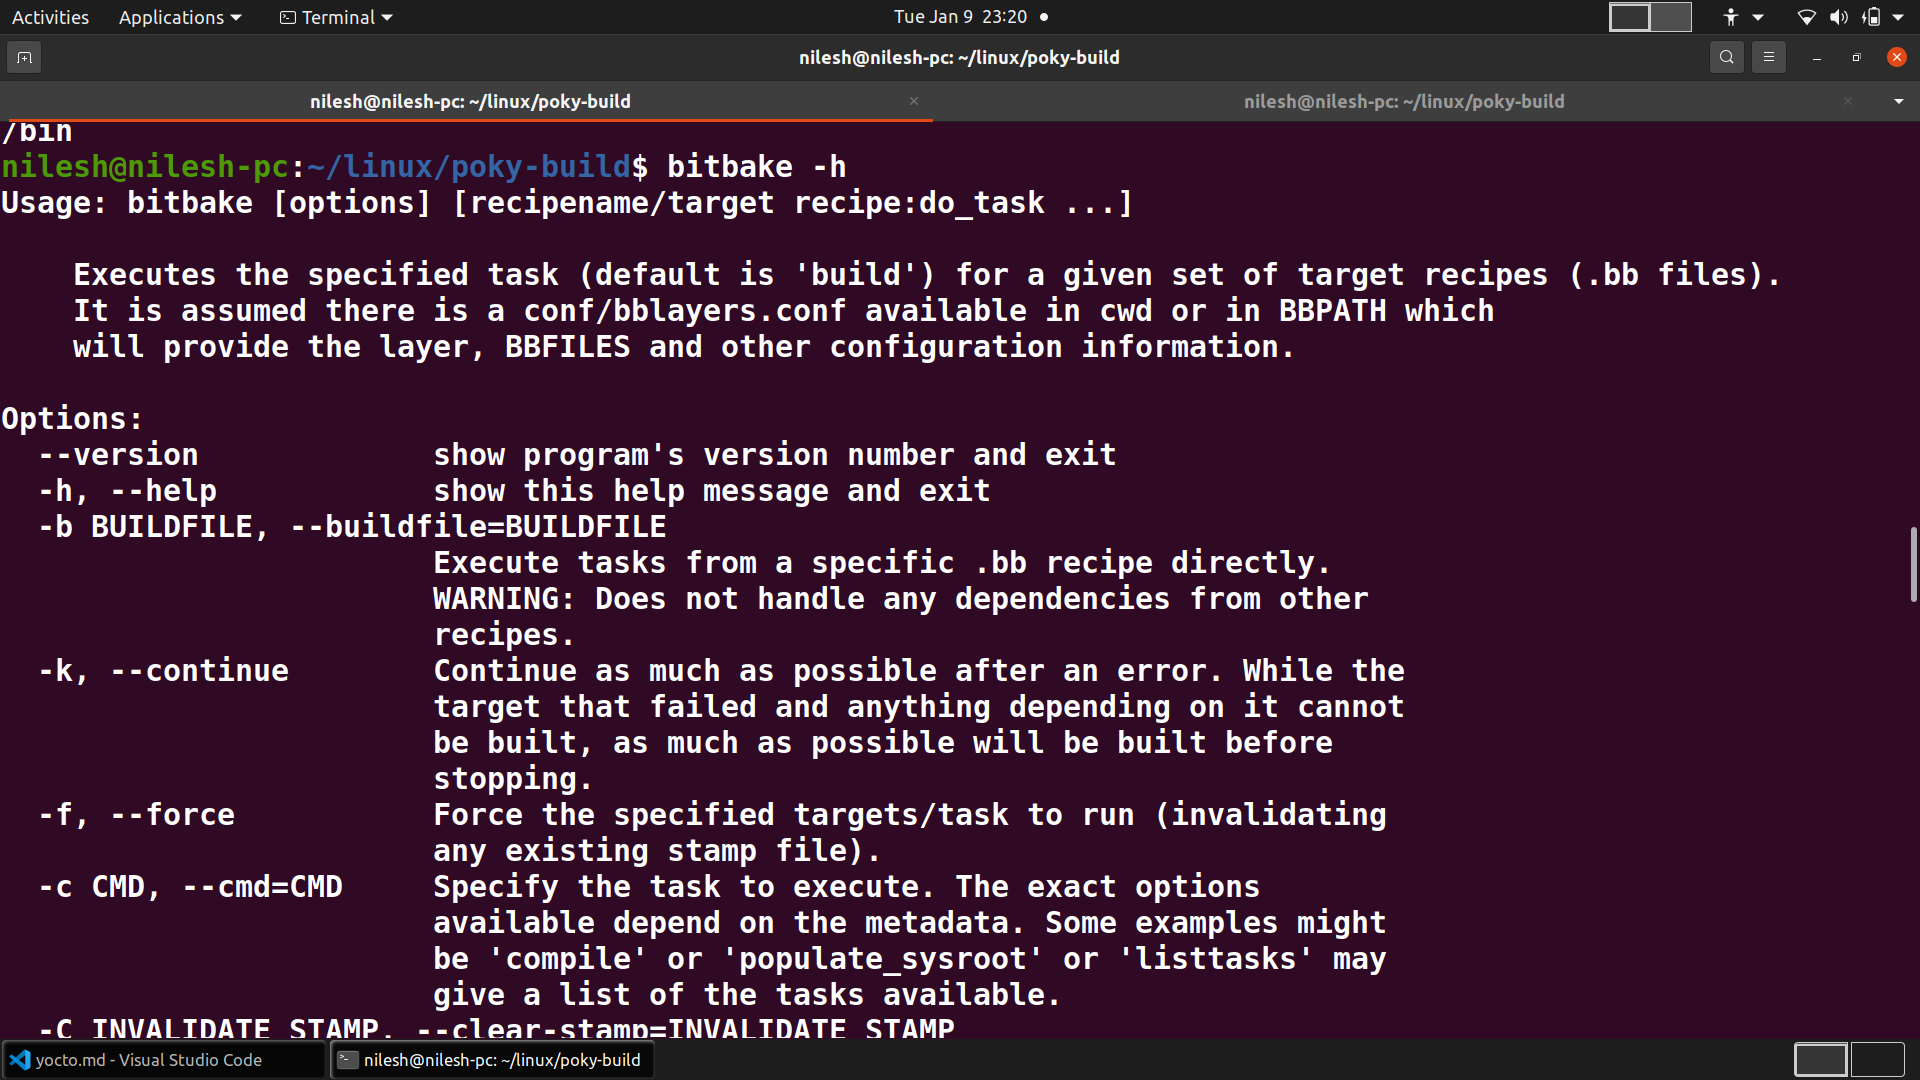 Activities Applications Terminal Tue Jan 9 23:20
nilesh@nilesh-pc: ~/linux/poky-build
nilesh@nilesh-pc: ~/linux/poky-build × nilesh@nilesh-pc: ~/linux/poky-build ×
/bin
nilesh@nilesh-pc:~/linux/poky-build$ bitbake -h
Usage: bitbake [options] [recipename/target recipe:do_task ...]
Executes the specified task (default is 'build') for a given set of target recipes (.bb files).
It is assumed there is a conf/bblayers.conf available in cwd or in BBPATH which
will provide the layer, BBFILES and other configuration information.
Options:
--version show program's version number and exit
-h, --help show this help message and exit
-b BUILDFILE, --buildfile=BUILDFILE
Execute tasks from a specific .bb recipe directly.
WARNING: Does not handle any dependencies from other
recipes.
-k, --continue Continue as much as possible after an error. While the
target that failed and anything depending on it cannot
be built, as much as possible will be built before
stopping.
-f, --force Force the specified targets/task to run (invalidating
any existing stamp file).
-c CMD, --cmd=CMD Specify the task to execute. The exact options
available depend on the metadata. Some examples might
be 'compile' or 'populate_sysroot' or 'listtasks' may
give a list of the tasks available.
-C INVALIDATE_STAMP, --clear-stamp=INVALIDATE_STAMP
yocto.md - Visual Studio Code nilesh@nilesh-pc: ~/linux/poky-build